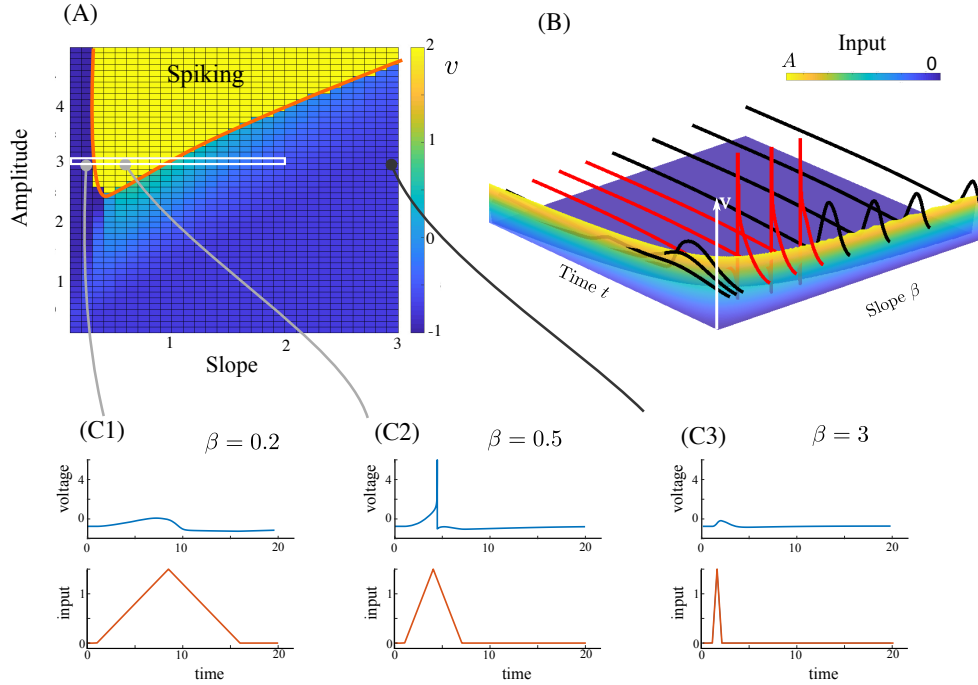 (A)
Spiking
Amplitude
4
3
2
1
1
2
3
Slope
2
v
1
0
-1
(B)
Input
A
0
v
Time t
Slope β
(C1)
β = 0.2
voltage
4
0
0
10
20
input
1
0
0
10
20
time
(C2)
β = 0.5
voltage
4
0
0
10
20
input
1
0
0
10
20
time
(C3)
β = 3
voltage
4
0
0
10
20
input
1
0
0
10
20
time